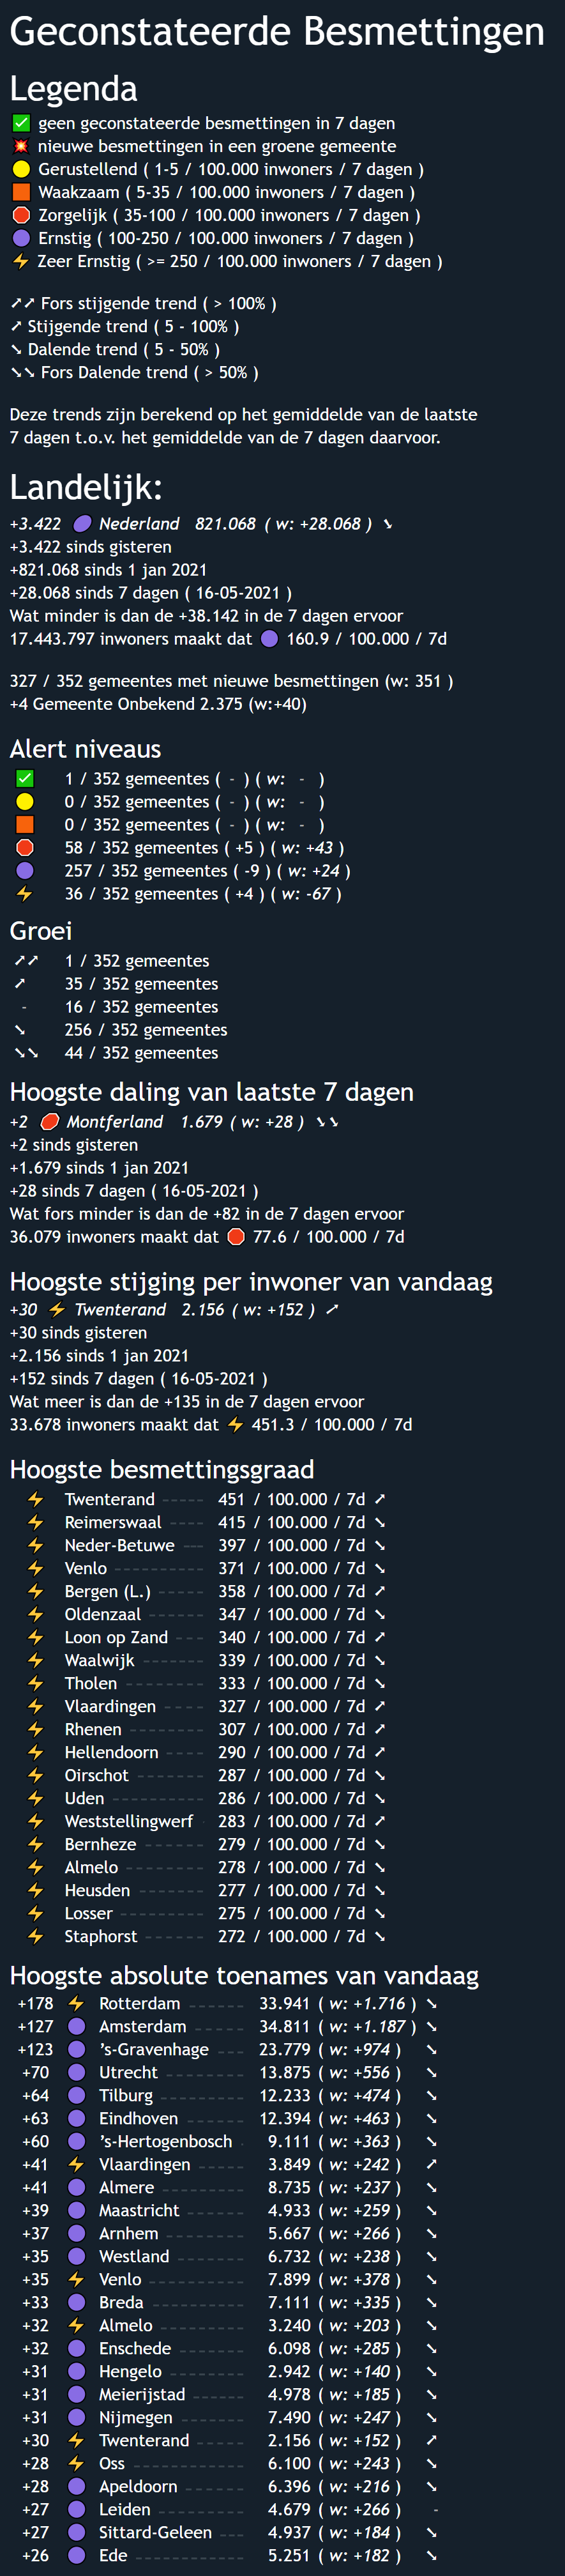 Geconstateerde Besmettingen
Legenda
✅ geen geconstateerde besmettingen in 7 dagen
💥 nieuwe besmettingen in een groene gemeente
🟡 Gerustellend ( 1-5 / 100.000 inwoners / 7 dagen )
🟧 Waakzaam ( 5-35 / 100.000 inwoners / 7 dagen )
🛑 Zorgelijk ( 35-100 / 100.000 inwoners / 7 dagen )
🟣 Ernstig ( 100-250 / 100.000 inwoners / 7 dagen )
⚡ Zeer Ernstig ( >= 250 / 100.000 inwoners / 7 dagen )
➚➚ Fors stijgende trend ( > 100% )
➚ Stijgende trend ( 5 - 100% )
➘ Dalende trend ( 5 - 50% )
➘➘ Fors Dalende trend ( > 50% )
Deze trends zijn berekend op het gemiddelde van de laatste
7 dagen t.o.v. het gemiddelde van de 7 dagen daarvoor.
Landelijk:
+3.422 🟣 Nederland 821.068 ( w: +28.068 ) ➘
+3.422 sinds gisteren
+821.068 sinds 1 jan 2021
+28.068 sinds 7 dagen ( 16-05-2021 )
Wat minder is dan de +38.142 in de 7 dagen ervoor
17.443.797 inwoners maakt dat 🟣 160.9 / 100.000 / 7d
327 / 352 gemeentes met nieuwe besmettingen (w: 351 )
+4 Gemeente Onbekend 2.375 (w:+40)
Alert niveaus
✅ 1 / 352 gemeentes ( - ) ( w: - )
🟡 0 / 352 gemeentes ( - ) ( w: - )
🟧 0 / 352 gemeentes ( - ) ( w: - )
🛑 58 / 352 gemeentes ( +5 ) ( w: +43 )
🟣 257 / 352 gemeentes ( -9 ) ( w: +24 )
⚡ 36 / 352 gemeentes ( +4 ) ( w: -67 )
Groei
➚➚ 1 / 352 gemeentes
➚ 35 / 352 gemeentes
- 16 / 352 gemeentes
➘ 256 / 352 gemeentes
➘➘ 44 / 352 gemeentes
Hoogste daling van laatste 7 dagen
+2 🛑 Montferland 1.679 ( w: +28 ) ➘➘
+2 sinds gisteren
+1.679 sinds 1 jan 2021
+28 sinds 7 dagen ( 16-05-2021 )
Wat fors minder is dan de +82 in de 7 dagen ervoor
36.079 inwoners maakt dat 🛑 77.6 / 100.000 / 7d
Hoogste stijging per inwoner van vandaag
+30 ⚡ Twenterand 2.156 ( w: +152 ) ➚
+30 sinds gisteren
+2.156 sinds 1 jan 2021
+152 sinds 7 dagen ( 16-05-2021 )
Wat meer is dan de +135 in de 7 dagen ervoor
33.678 inwoners maakt dat ⚡ 451.3 / 100.000 / 7d
Hoogste besmettingsgraad
⚡ Twenterand ----- 451 / 100.000 / 7d ➚
⚡ Reimerswaal ---- 415 / 100.000 / 7d ➘
⚡ Neder-Betuwe --- 397 / 100.000 / 7d ➘
⚡ Venlo ---------- 371 / 100.000 / 7d ➘
⚡ Bergen (L.) ----- 358 / 100.000 / 7d ➚
⚡ Oldenzaal ------ 347 / 100.000 / 7d ➘
⚡ Loon op Zand ---- 340 / 100.000 / 7d ➚
⚡ Waalwijk ------- 339 / 100.000 / 7d ➘
⚡ Tholen --------- 333 / 100.000 / 7d ➘
⚡ Vlaardingen ----- 327 / 100.000 / 7d ➚
⚡ Rhenen --------- 307 / 100.000 / 7d ➚
⚡ Hellendoorn ----- 290 / 100.000 / 7d ➚
⚡ Oirschot -------- 287 / 100.000 / 7d ➘
⚡ Uden ----------- 286 / 100.000 / 7d ➘
⚡ Weststellingwerf - 283 / 100.000 / 7d ➚
⚡ Bernheze ------- 279 / 100.000 / 7d ➘
⚡ Almelo --------- 278 / 100.000 / 7d ➘
⚡ Heusden -------- 277 / 100.000 / 7d ➘
⚡ Losser ---------- 275 / 100.000 / 7d ➘
⚡ Staphorst ------- 272 / 100.000 / 7d ➘
Hoogste absolute toenames van vandaag
+178 ⚡ Rotterdam ------ 33.941 ( w: +1.716 ) ➘
+127 🟣 Amsterdam ------ 34.811 ( w: +1.187 ) ➘
+123 🟣 ’s-Gravenhage ---- 23.779 ( w: +974 ) ➘
+70 🟣 Utrecht --------- 13.875 ( w: +556 ) ➘
+64 🟣 Tilburg ---------- 12.233 ( w: +474 ) ➘
+63 🟣 Eindhoven ------- 12.394 ( w: +463 ) ➘
+60 🟣 ’s-Hertogenbosch - 9.111 ( w: +363 ) ➘
+41 ⚡ Vlaardingen ----- 3.849 ( w: +242 ) ➚
+41 🟣 Almere ---------- 8.735 ( w: +237 ) ➘
+39 🟣 Maastricht ------- 4.933 ( w: +259 ) ➘
+37 🟣 Arnhem --------- 5.667 ( w: +266 ) ➘
+35 🟣 Westland -------- 6.732 ( w: +238 ) ➘
+35 ⚡ Venlo ----------- 7.899 ( w: +378 ) ➘
+33 🟣 Breda ----------- 7.111 ( w: +335 ) ➘
+32 ⚡ Almelo ---------- 3.240 ( w: +203 ) ➘
+32 🟣 Enschede -------- 6.098 ( w: +285 ) ➘
+31 🟣 Hengelo --------- 2.942 ( w: +140 ) ➘
+31 🟣 Meierijstad ------ 4.978 ( w: +185 ) ➘
+31 🟣 Nijmegen -------- 7.490 ( w: +247 ) ➘
+30 ⚡ Twenterand ------ 2.156 ( w: +152 ) ➚
+28 ⚡ Oss ------------- 6.100 ( w: +243 ) ➘
+28 🟣 Apeldoorn ------- 6.396 ( w: +216 ) ➘
+27 🟣 Leiden ---------- 4.679 ( w: +266 ) -
+27 🟣 Sittard-Geleen --- 4.937 ( w: +184 ) ➘
+26 🟣 Ede ------------ 5.251 ( w: +182 ) ➘